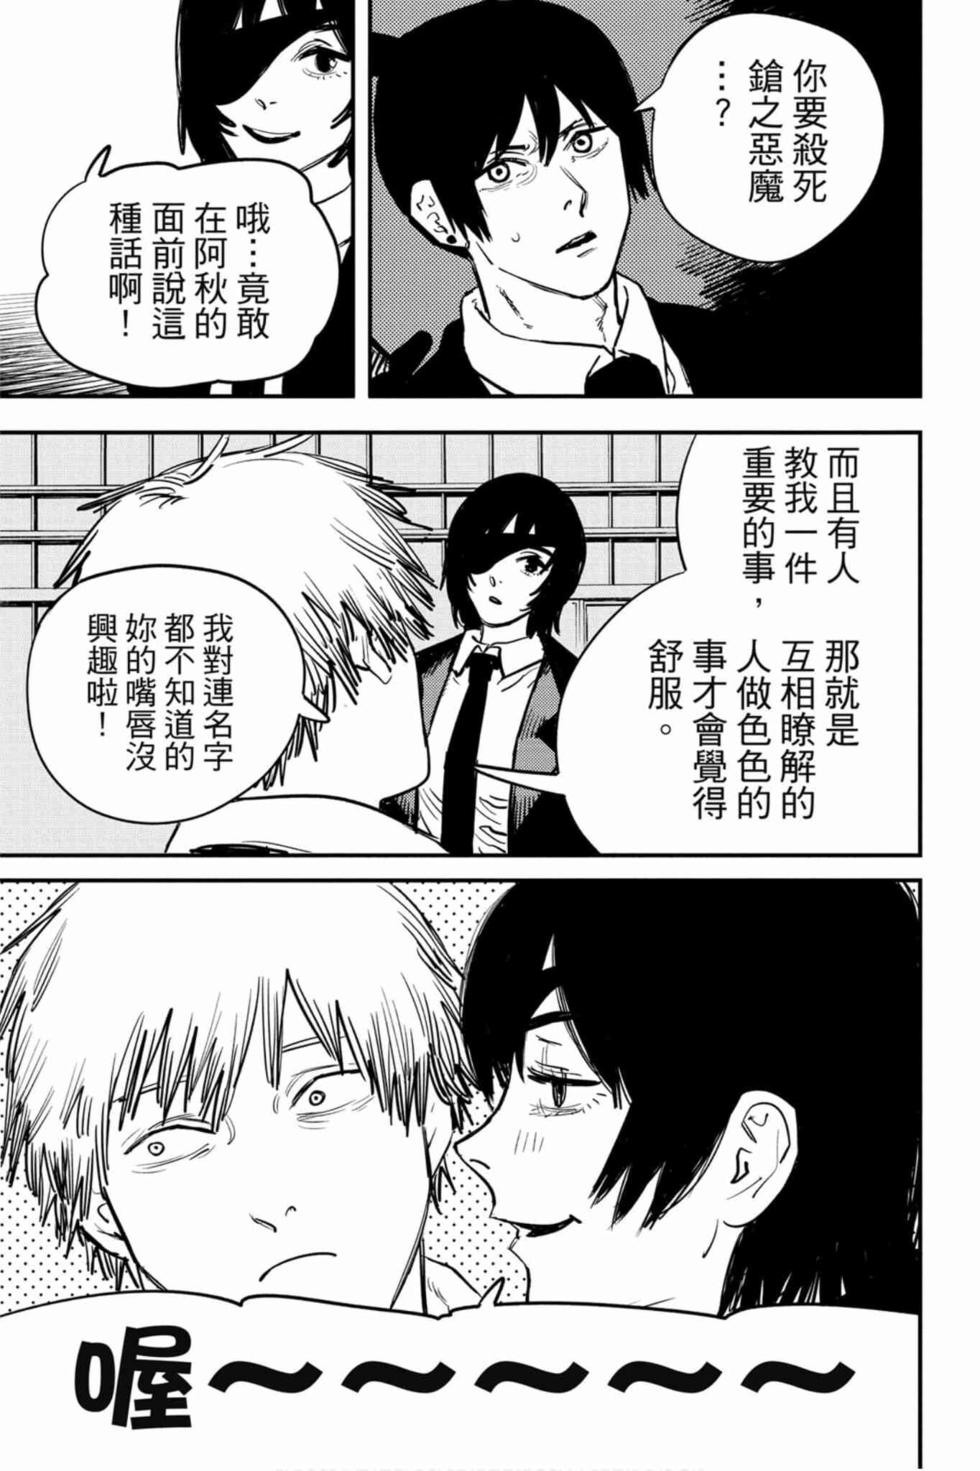 你要殺死
鎗之惡魔
…?
哦…竟敢
在阿秋的
面前說這
種話啊！
而且有人
教我一件
重要的事，
那就是
互相瞭解的
人做色色的
事才會覺得
舒服。
我對連名字
都不知道的
妳的嘴唇沒
興趣啦！
喔～～～～～